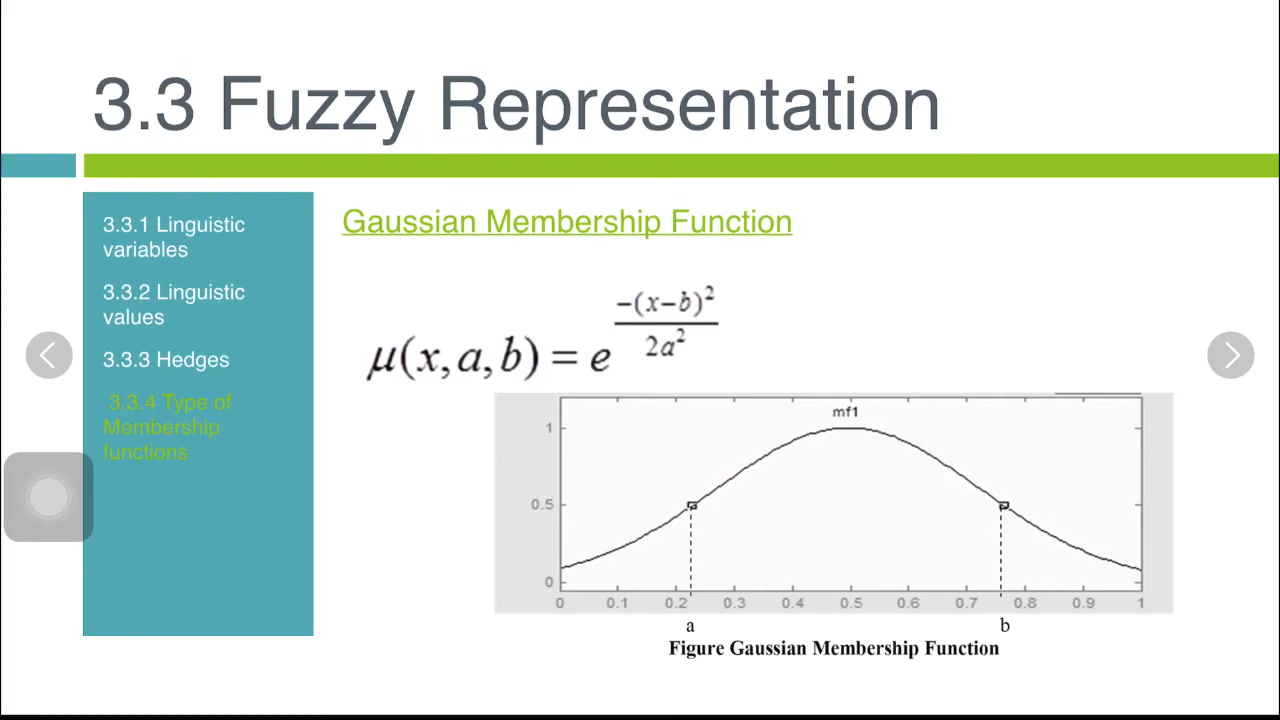 3.3 Fuzzy Representation
3.3.1 Linguistic
variables
3.3.2 Linguistic
values
3.3.3 Hedges
3.3.4 Type of
Membership
functions
Gaussian Membership Function
μ(x,a,b) = e^(-(x-b)²/2a²)
mf1
1
0.5
0
0 0.1 0.2 0.3 0.4 0.5 0.6 0.7 0.8 0.9 1
a b
Figure Gaussian Membership Function